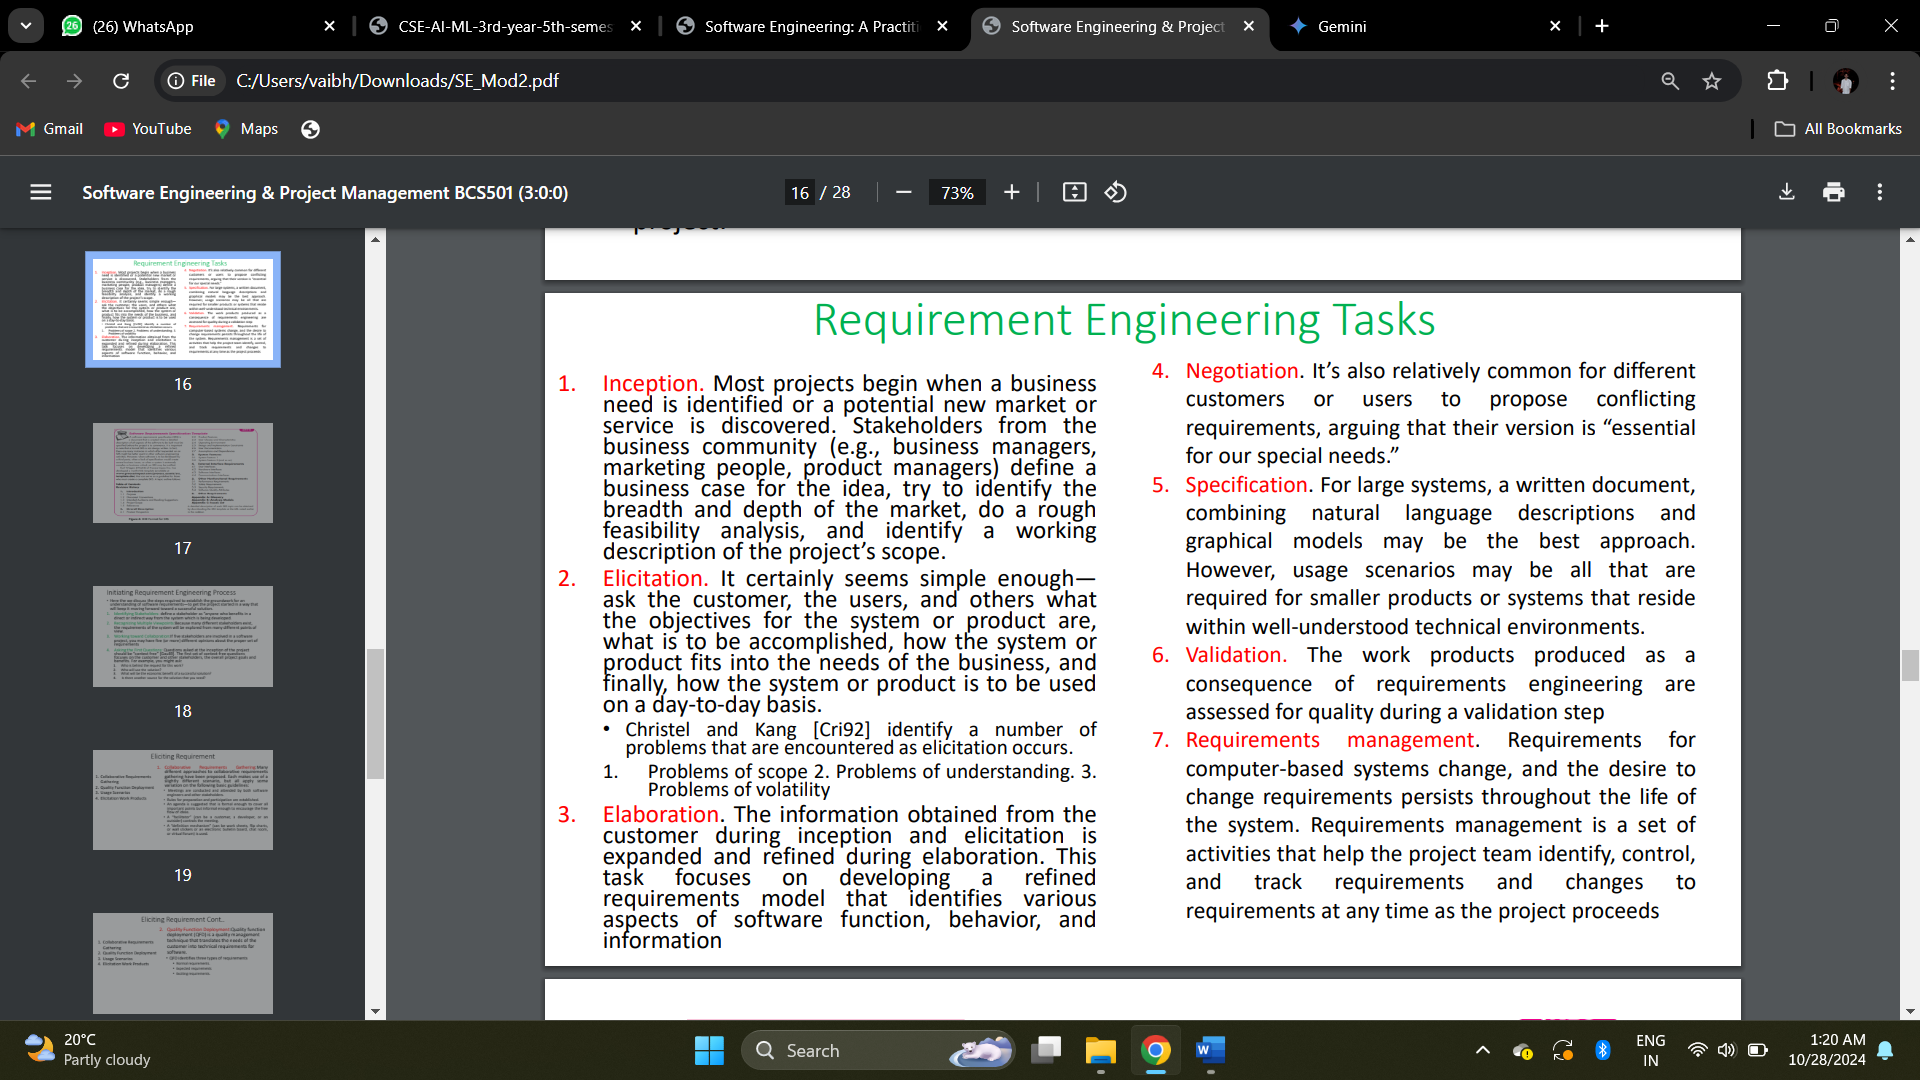 26
(26) WhatsApp
CSE-AI-ML-3rd-year-5th-semes
Software Engineering: A Practiti
Software Engineering & Project
Gemini
File
C:/Users/vaibh/Downloads/SE_Mod2.pdf
Gmail
YouTube
Maps
All Bookmarks
Software Engineering & Project Management BCS501 (3:0:0)
16 / 28
73%
Requirement Engineering Tasks
16
17
Initiating Requirement Engineering Process
18
Eliciting Requirement
19
Eliciting Requirement Cont..
project.
Requirement Engineering Tasks
1. Inception. Most projects begin when a business
need is identified or a potential new market or
service is discovered. Stakeholders from the
business community (e.g., business managers,
marketing people, product managers) define a
business case for the idea, try to identify the
breadth and depth of the market, do a rough
feasibility analysis, and identify a working
description of the project’s scope.
2. Elicitation. It certainly seems simple enough—
ask the customer, the users, and others what
the objectives for the system or product are,
what is to be accomplished, how the system or
product fits into the needs of the business, and
finally, how the system or product is to be used
on a day-to-day basis.
• Christel and Kang [Cri92] identify a number of
problems that are encountered as elicitation occurs.
1. Problems of scope 2. Problems of understanding. 3.
Problems of volatility
3. Elaboration. The information obtained from the
customer during inception and elicitation is
expanded and refined during elaboration. This
task focuses on developing a refined
requirements model that identifies various
aspects of software function, behavior, and
information
4. Negotiation. It’s also relatively common for different
customers or users to propose conflicting
requirements, arguing that their version is “essential
for our special needs.”
5. Specification. For large systems, a written document,
combining natural language descriptions and
graphical models may be the best approach.
However, usage scenarios may be all that are
required for smaller products or systems that reside
within well-understood technical environments.
6. Validation. The work products produced as a
consequence of requirements engineering are
assessed for quality during a validation step
7. Requirements management. Requirements for
computer-based systems change, and the desire to
change requirements persists throughout the life of
the system. Requirements management is a set of
activities that help the project team identify, control,
and track requirements and changes to
requirements at any time as the project proceeds
20°C
Partly cloudy
Search
ENG
IN
1:20 AM
10/28/2024